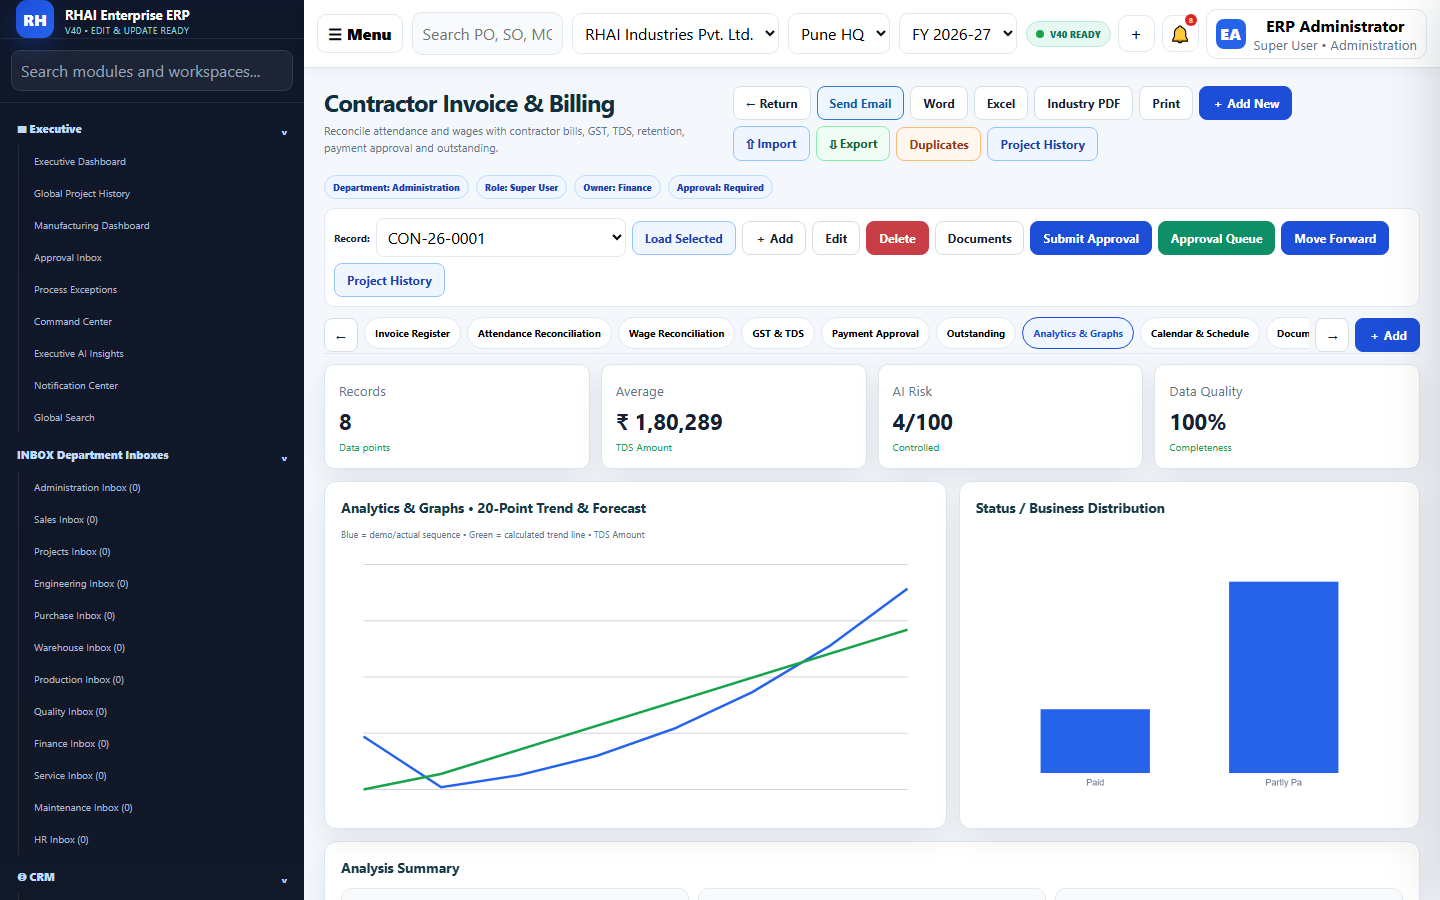 RH
RHAI Enterprise ERP
V40 • EDIT & UPDATE READY
Search modules and workspaces...
Executive
Executive Dashboard
Global Project History
Manufacturing Dashboard
Approval Inbox
Process Exceptions
Command Center
Executive AI Insights
Notification Center
Global Search
INBOX Department Inboxes
Administration Inbox (0)
Sales Inbox (0)
Projects Inbox (0)
Engineering Inbox (0)
Purchase Inbox (0)
Warehouse Inbox (0)
Production Inbox (0)
Quality Inbox (0)
Finance Inbox (0)
Service Inbox (0)
Maintenance Inbox (0)
HR Inbox (0)
CRM
☰ Menu
Search PO, SO, MO
RHAI Industries Pvt. Ltd.
Pune HQ
FY 2026-27
V40 READY
+
8
EA
ERP Administrator
Super User • Administration
Contractor Invoice & Billing
Reconcile attendance and wages with contractor bills, GST, TDS, retention,
payment approval and outstanding.
← Return
Send Email
Word
Excel
Industry PDF
Print
+ Add New
⇧ Import
⇩ Export
Duplicates
Project History
Department: Administration
Role: Super User
Owner: Finance
Approval: Required
Record:
CON-26-0001
Load Selected
+ Add
Edit
Delete
Documents
Submit Approval
Approval Queue
Move Forward
Project History
←
Invoice Register
Attendance Reconciliation
Wage Reconciliation
GST & TDS
Payment Approval
Outstanding
Analytics & Graphs
Calendar & Schedule
Docum
→
+ Add
Records
8
Data points
Average
₹ 1,80,289
TDS Amount
AI Risk
4/100
Controlled
Data Quality
100%
Completeness
Analytics & Graphs • 20-Point Trend & Forecast
Blue = demo/actual sequence • Green = calculated trend line • TDS Amount
Status / Business Distribution
Paid
Partly Pa
Analysis Summary